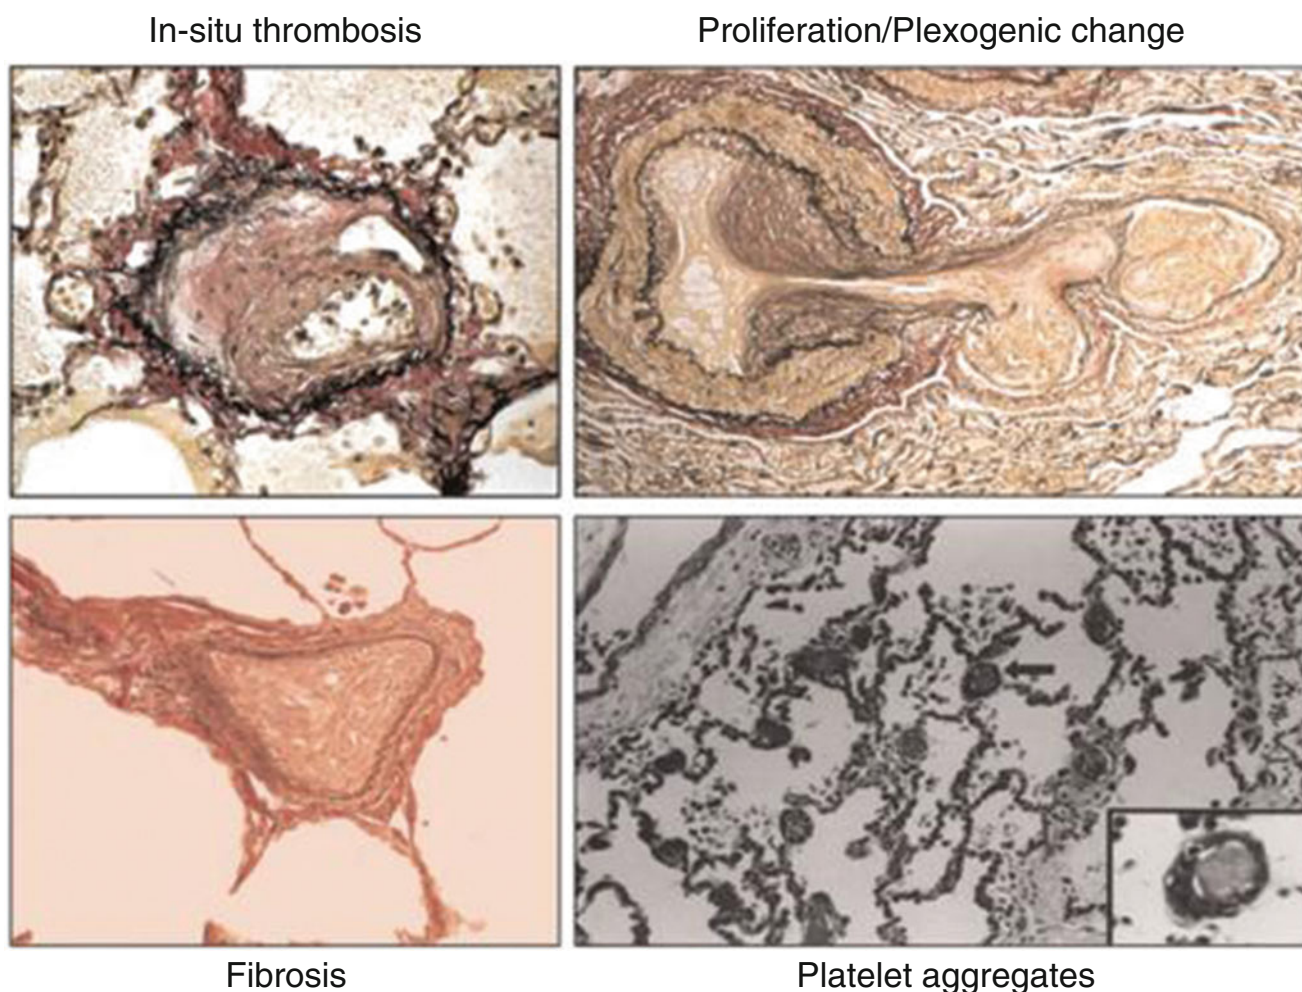 In-situ thrombosis
Proliferation/Plexogenic change
Fibrosis
Platelet aggregates